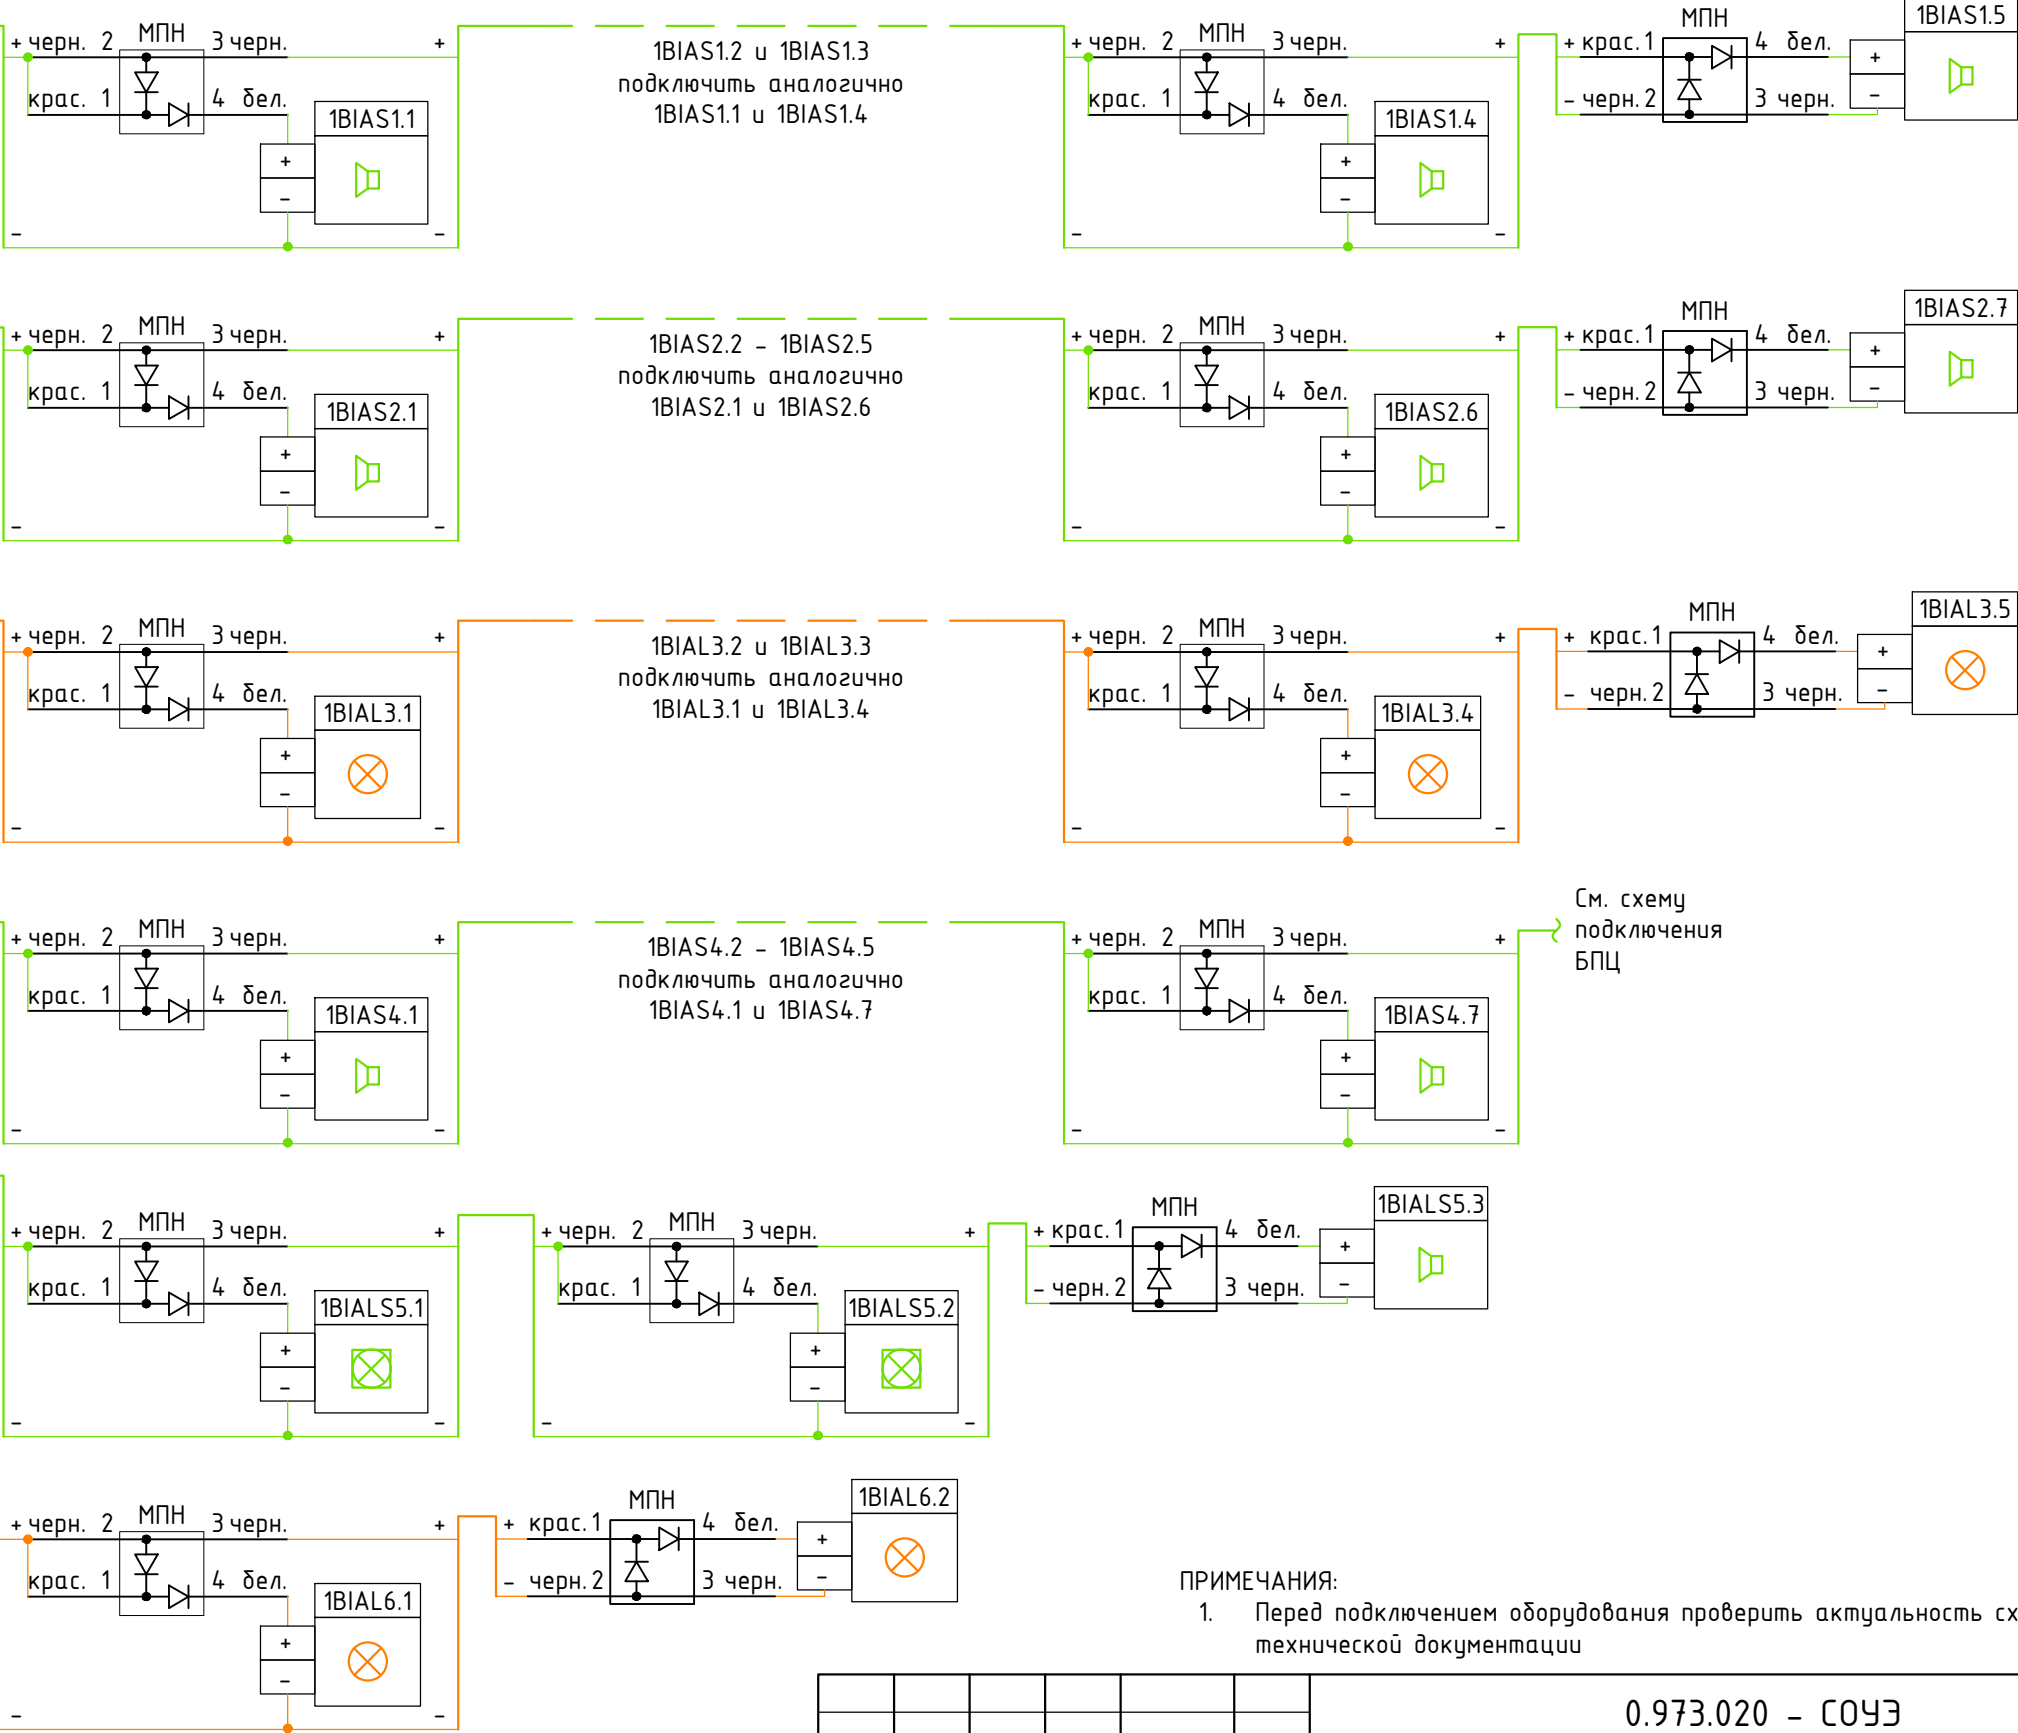 + черн. 2 МПН 3 черн. +
крас. 1 4 бел.
1BIAS1.1
+
-
- -
1BIAS1.2 и 1BIAS1.3
подключить аналогично
1BIAS1.1 и 1BIAS1.4
+ черн. 2 МПН 3 черн. +
крас. 1 4 бел.
1BIAS1.4
+
-
- -
МПН
+ крас. 1 4 бел.
- черн. 2 3 черн.
1BIAS1.5
+
-
+ черн. 2 МПН 3 черн. +
крас. 1 4 бел.
1BIAS2.1
+
-
- -
1BIAS2.2 - 1BIAS2.5
подключить аналогично
1BIAS2.1 и 1BIAS2.6
+ черн. 2 МПН 3 черн. +
крас. 1 4 бел.
1BIAS2.6
+
-
- -
МПН
+ крас. 1 4 бел.
- черн. 2 3 черн.
1BIAS2.7
+
-
+ черн. 2 МПН 3 черн. +
крас. 1 4 бел.
1BIAL3.1
+
-
- -
1BIAL3.2 и 1BIAL3.3
подключить аналогично
1BIAL3.1 и 1BIAL3.4
+ черн. 2 МПН 3 черн. +
крас. 1 4 бел.
1BIAL3.4
+
-
- -
МПН
+ крас. 1 4 бел.
- черн. 2 3 черн.
1BIAL3.5
+
-
+ черн. 2 МПН 3 черн. +
крас. 1 4 бел.
1BIAS4.1
+
-
- -
1BIAS4.2 - 1BIAS4.5
подключить аналогично
1BIAS4.1 и 1BIAS4.7
+ черн. 2 МПН 3 черн. +
крас. 1 4 бел.
1BIAS4.7
+
-
- -
См. схему
подключения
БПЦ
+ черн. 2 МПН 3 черн. +
крас. 1 4 бел.
1BIALS5.1
+
-
- -
+ черн. 2 МПН 3 черн. +
крас. 1 4 бел.
1BIALS5.2
+
-
- -
МПН
+ крас. 1 4 бел.
- черн. 2 3 черн.
1BIALS5.3
+
-
+ черн. 2 МПН 3 черн. +
крас. 1 4 бел.
1BIAL6.1
+
-
- -
МПН
+ крас. 1 4 бел.
- черн. 2 3 черн.
1BIAL6.2
+
-
ПРИМЕЧАНИЯ:
1. Перед подключением оборудования проверить актуальность сх
технической документации
0.973.020 - СОУЭ